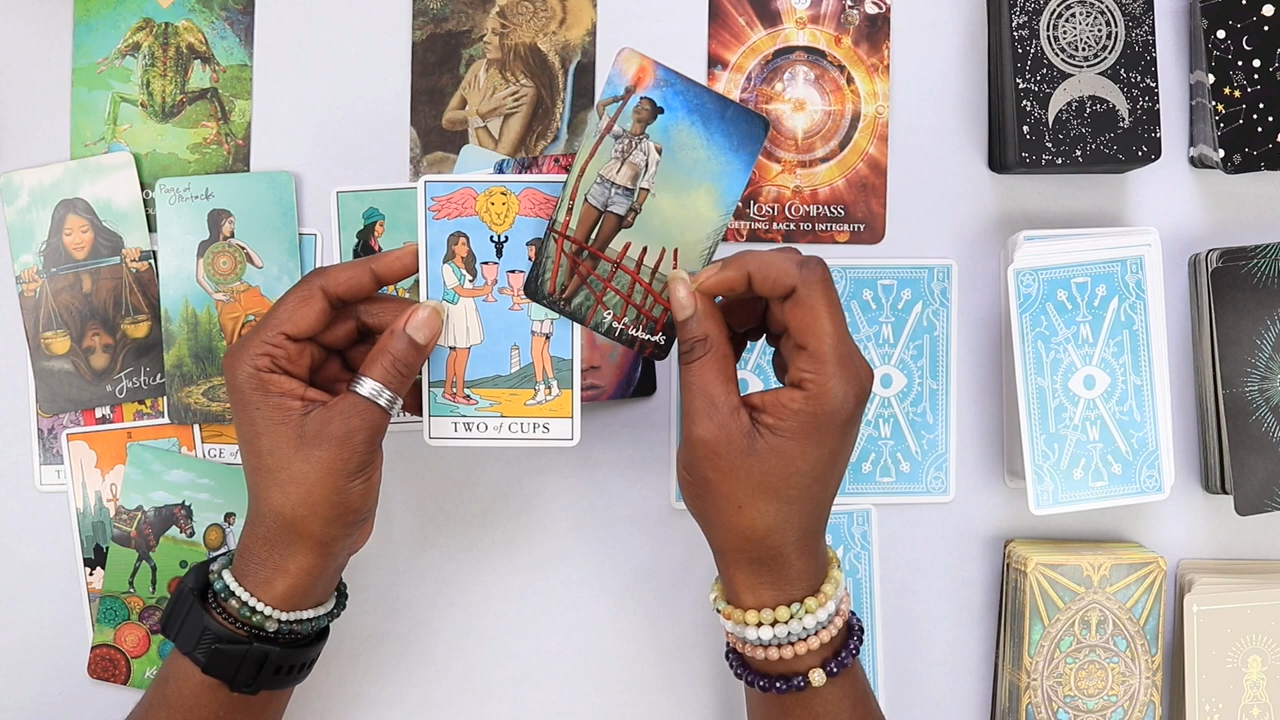 LOST COMPASS
GETTING BACK TO INTEGRITY
Page of
Pentacles
Justice
9 of Wands
TWO of CUPS